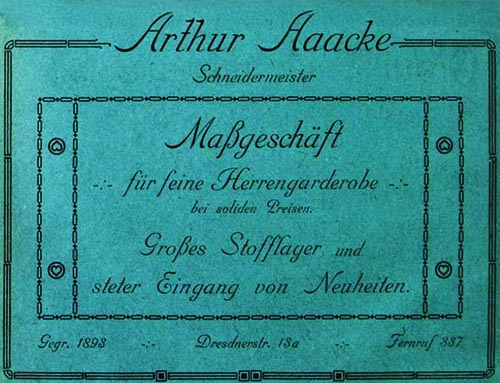 Arthur Haacke
Schneidermeister
Maßgeschäft
-:- für feine Herrengarderobe -:-
bei soliden Preisen.
Großes Stofflager und
steter Eingang von Neuheiten.
Gegr. 1893 -:- Dresdnerstr. 13a -:- Fernruf 337